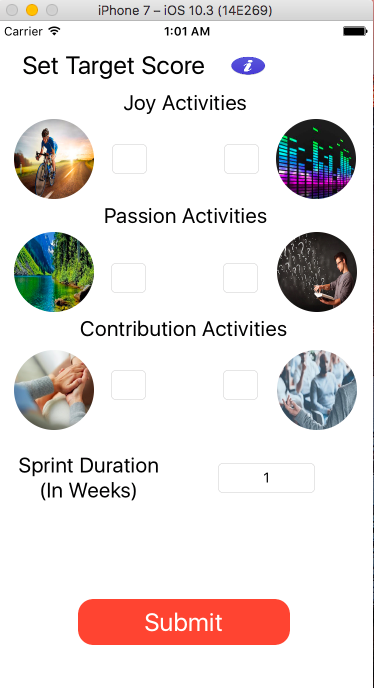 iPhone 7 – iOS 10.3 (14E269)
Carrier 1:01 AM
Set Target Score i
Joy Activities
Passion Activities
Contribution Activities
Sprint Duration
(In Weeks)
1
Submit